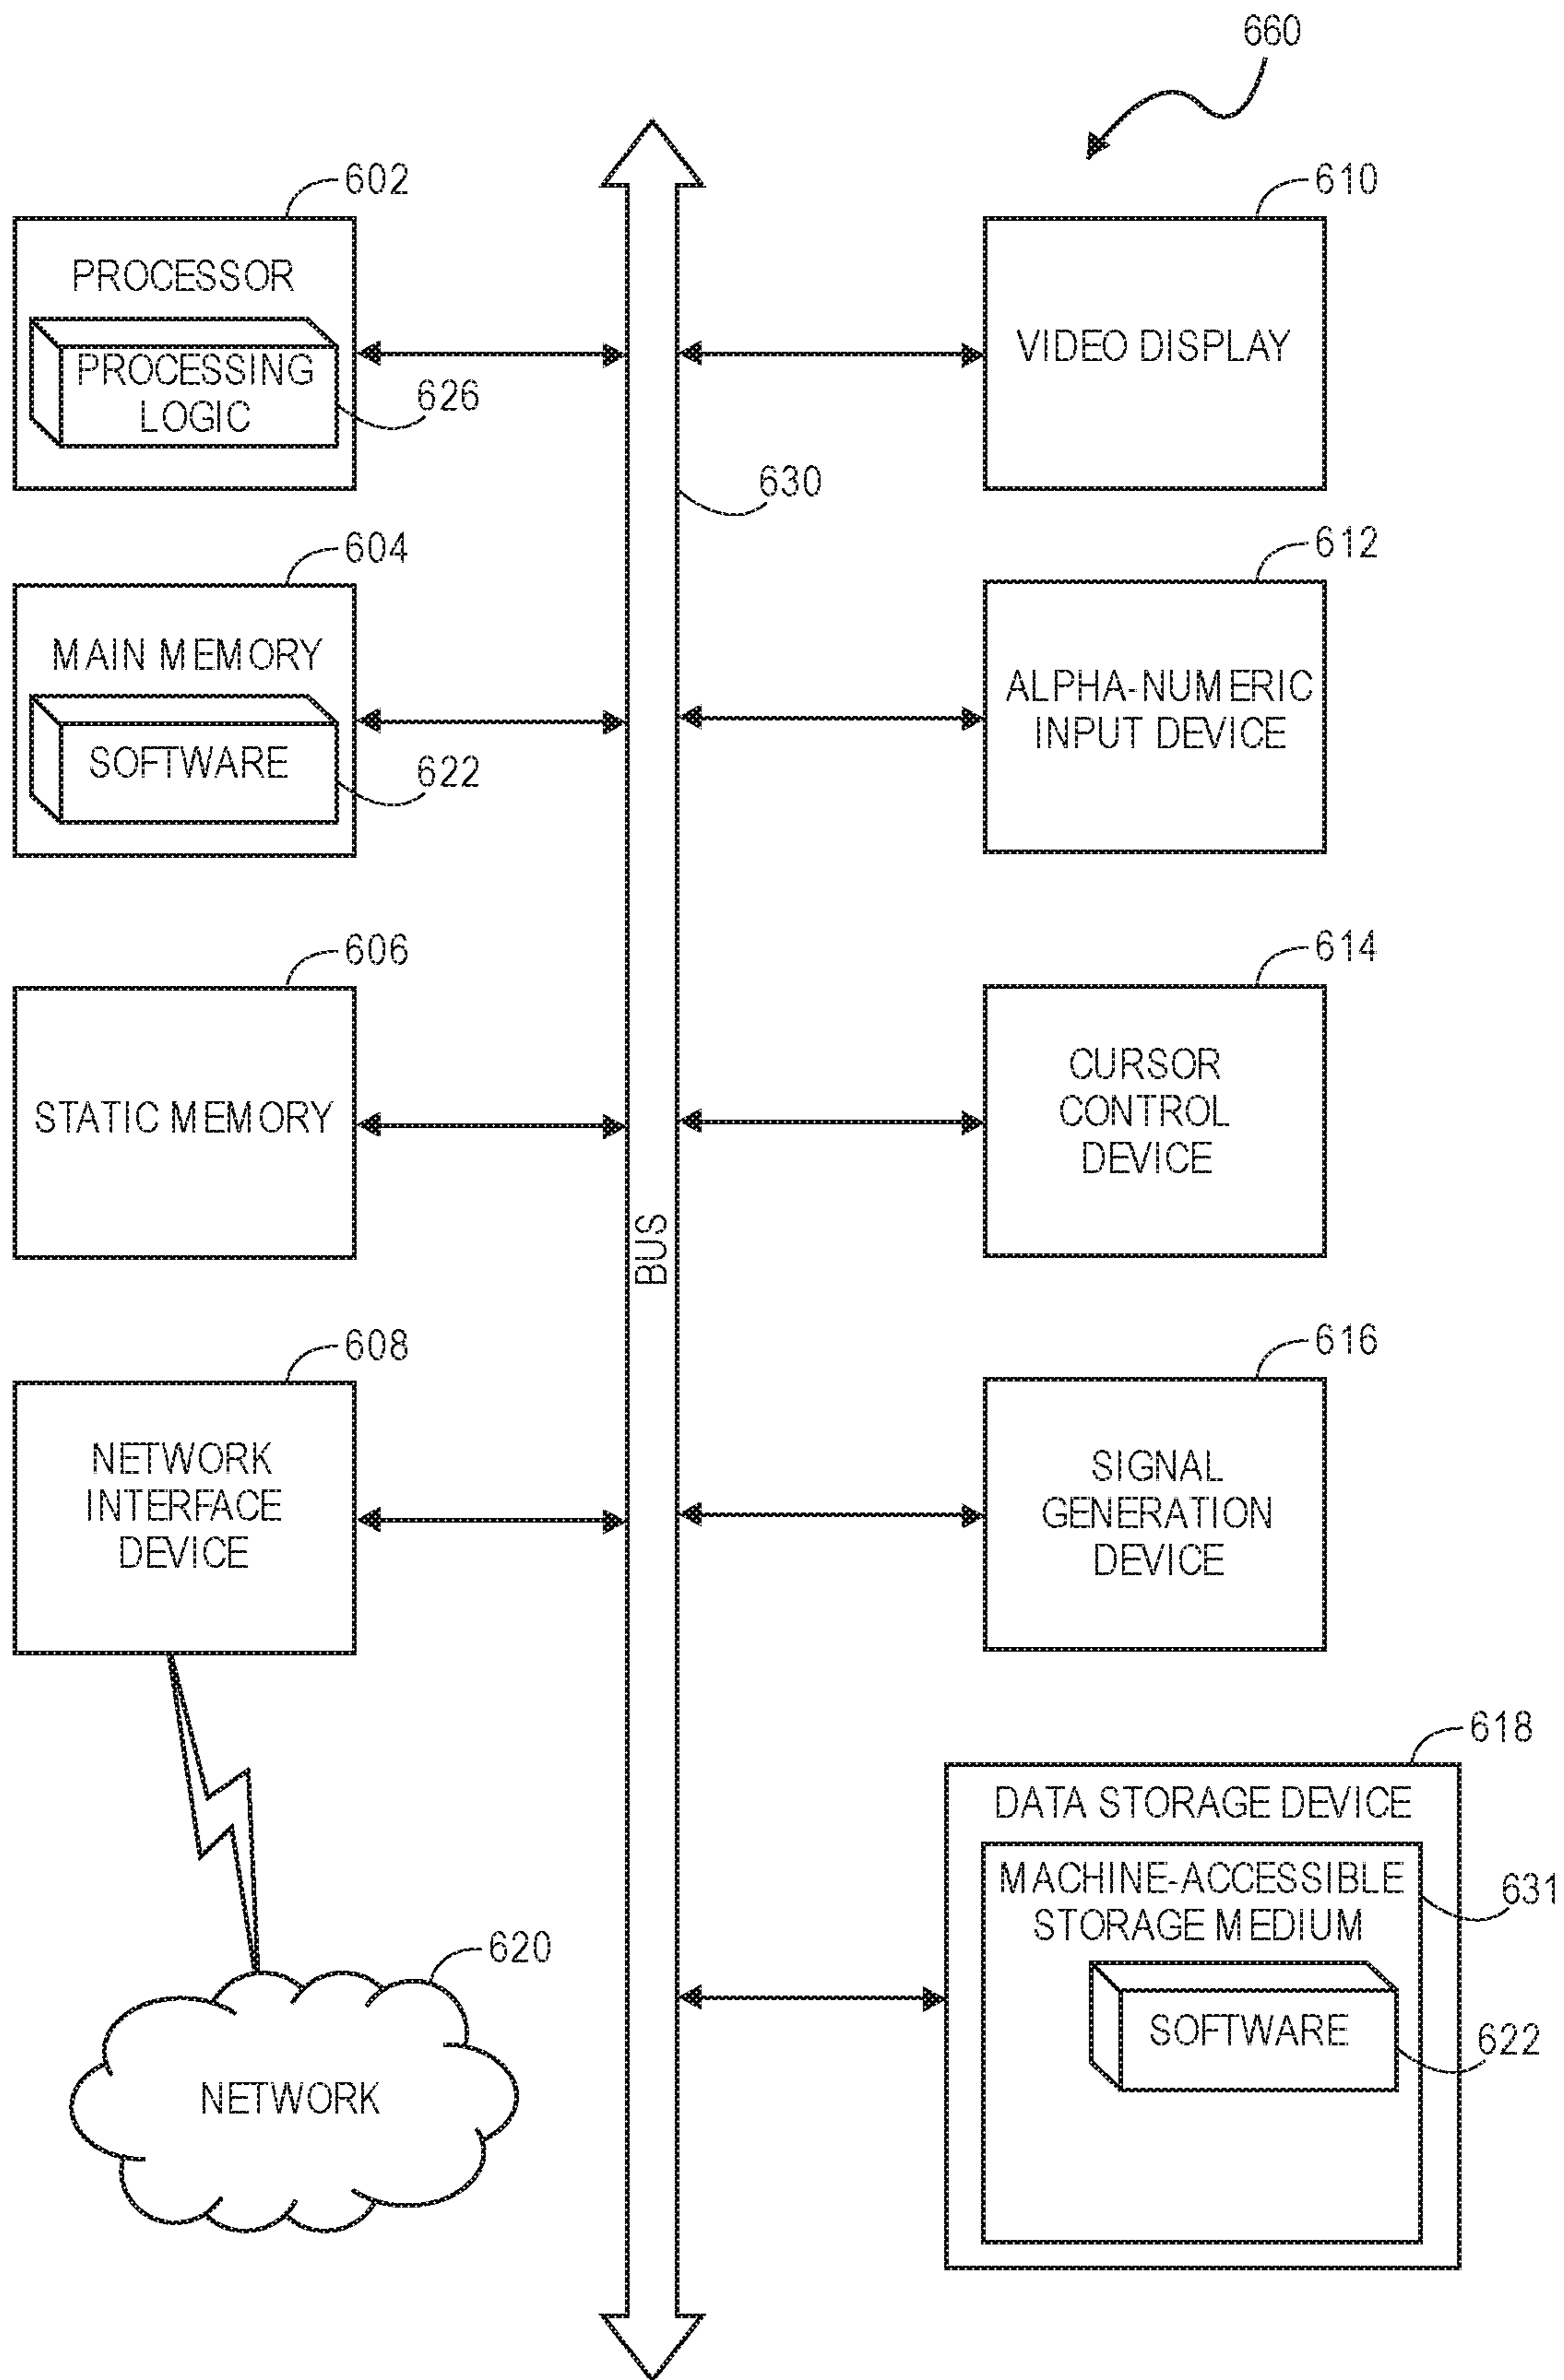 660
602
PROCESSOR
PROCESSING
LOGIC
626
610
VIDEO DISPLAY
630
604
MAIN MEMORY
SOFTWARE
622
612
ALPHA-NUMERIC
INPUT DEVICE
606
STATIC MEMORY
614
CURSOR
CONTROL
DEVICE
BUS
608
NETWORK
INTERFACE
DEVICE
616
SIGNAL
GENERATION
DEVICE
618
DATA STORAGE DEVICE
MACHINE-ACCESSIBLE
STORAGE MEDIUM
631
SOFTWARE
622
620
NETWORK